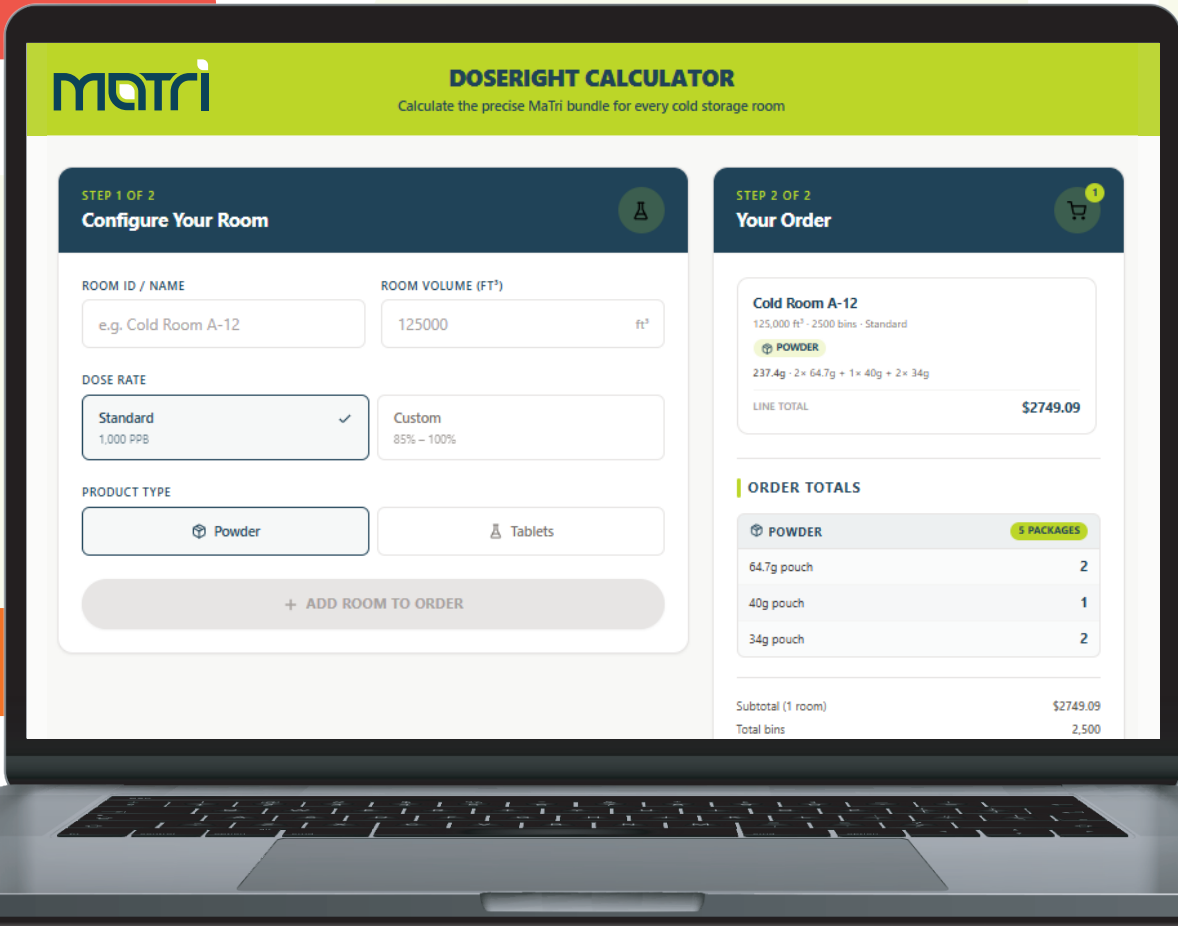 MaTri
DOSERIGHT CALCULATOR
Calculate the precise MaTri bundle for every cold storage room
STEP 1 OF 2
Configure Your Room
ROOM ID / NAME
ROOM VOLUME (FT³)
e.g. Cold Room A-12
125000
ft³
DOSE RATE
Standard
1,000 PPB
Custom
85% – 100%
PRODUCT TYPE
Powder
Tablets
+ ADD ROOM TO ORDER
STEP 2 OF 2
Your Order
1
Cold Room A-12
125,000 ft³ · 2500 bins · Standard
POWDER
237.4g · 2× 64.7g + 1× 40g + 2× 34g
LINE TOTAL
$2749.09
ORDER TOTALS
POWDER
5 PACKAGES
64.7g pouch
2
40g pouch
1
34g pouch
2
Subtotal (1 room)
$2749.09
Total bins
2,500